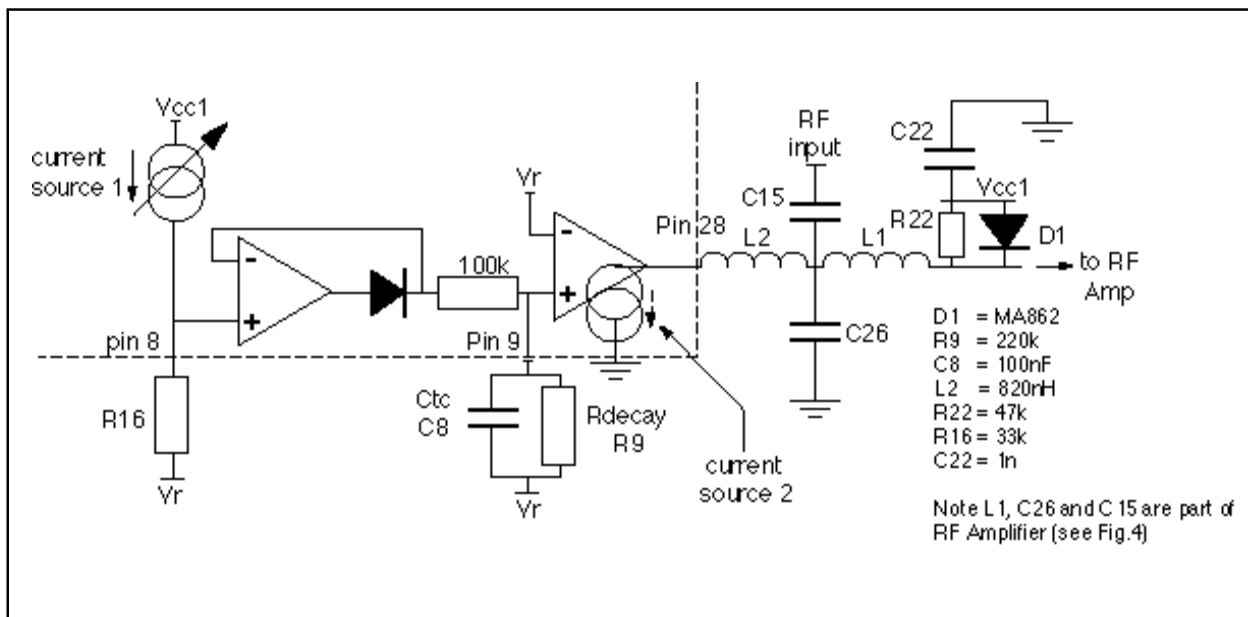 Vcc1
current
source 1
pin 8
R16
Vr
-
+
100k
Pin 9
Ctc
C8
Rdecay
R9
Vr
Vr
-
+
Pin 28
current
source 2
L2
RF
input
C15
C26
L1
C22
Vcc1
R22
D1
to RF
Amp
D1 = MA862
R9 = 220k
C8 = 100nF
L2 = 820nH
R22 = 47k
R16 = 33k
C22 = 1n
Note L1, C26 and C15 are part of
RF Amplifier (see Fig.4)